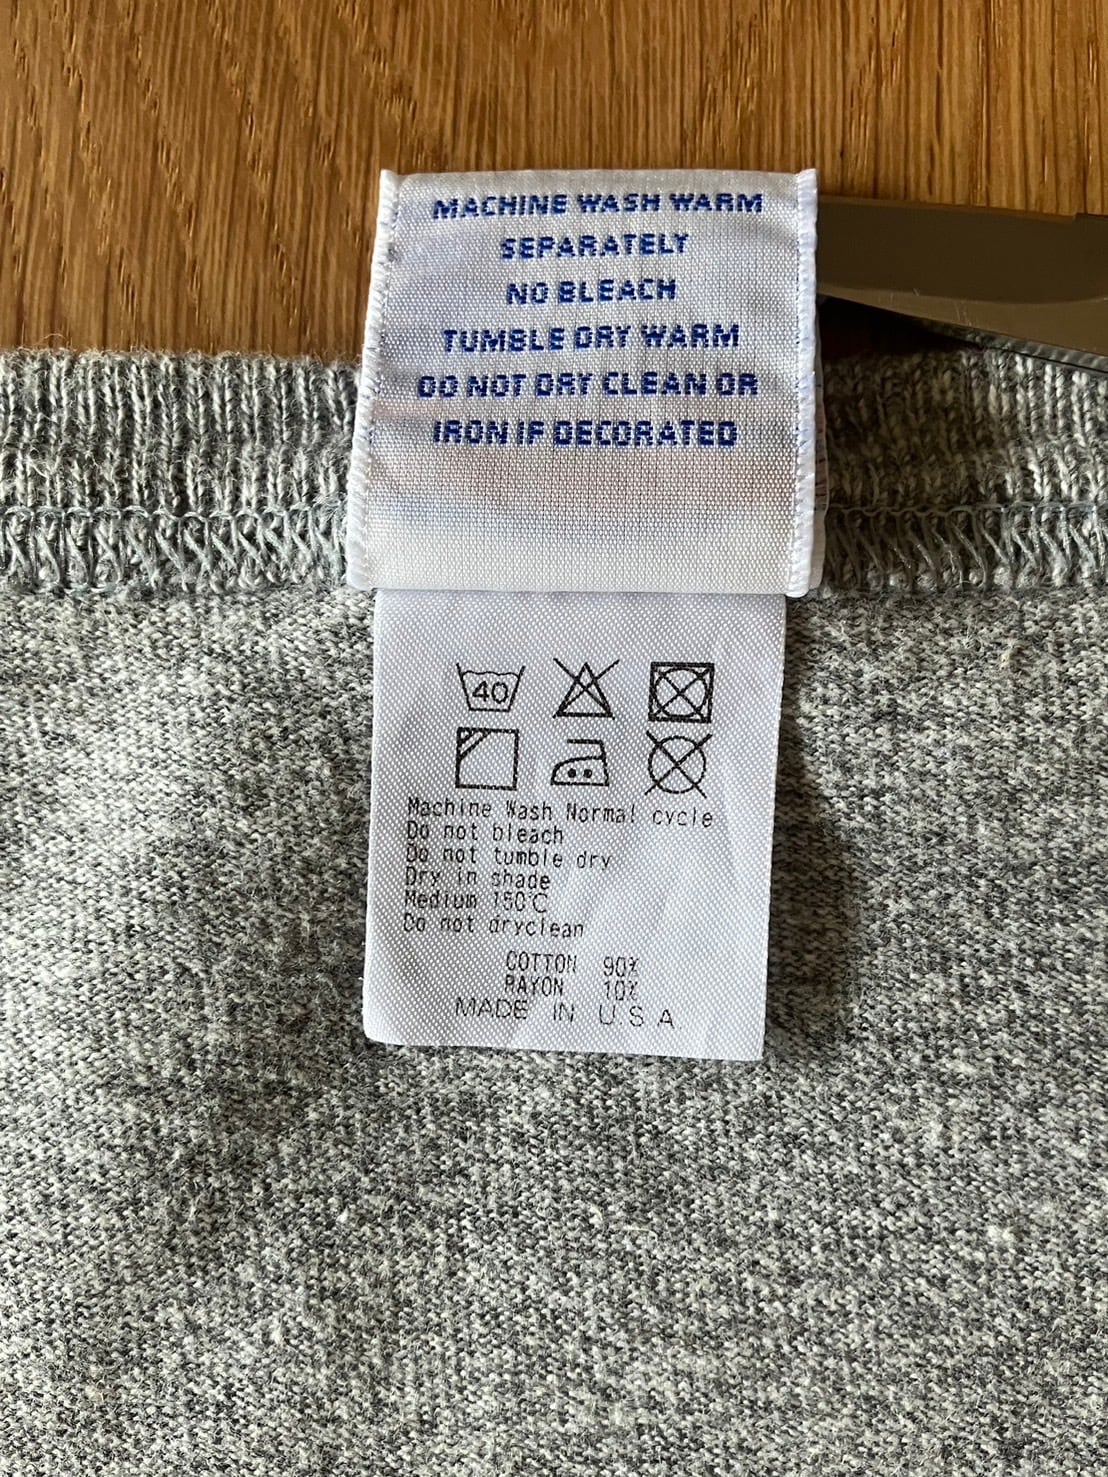 MACHINE WASH WARM
SEPARATELY
NO BLEACH
TUMBLE DRY WARM
DO NOT DRY CLEAN OR
IRON IF DECORATED
40
Machine Wash Normal cycle
Do not bleach
Do not tumble dry
Dry in shade
Medium 150℃
Do not dryclean
COTTON 90%
RAYON 10%
MADE IN U.S.A